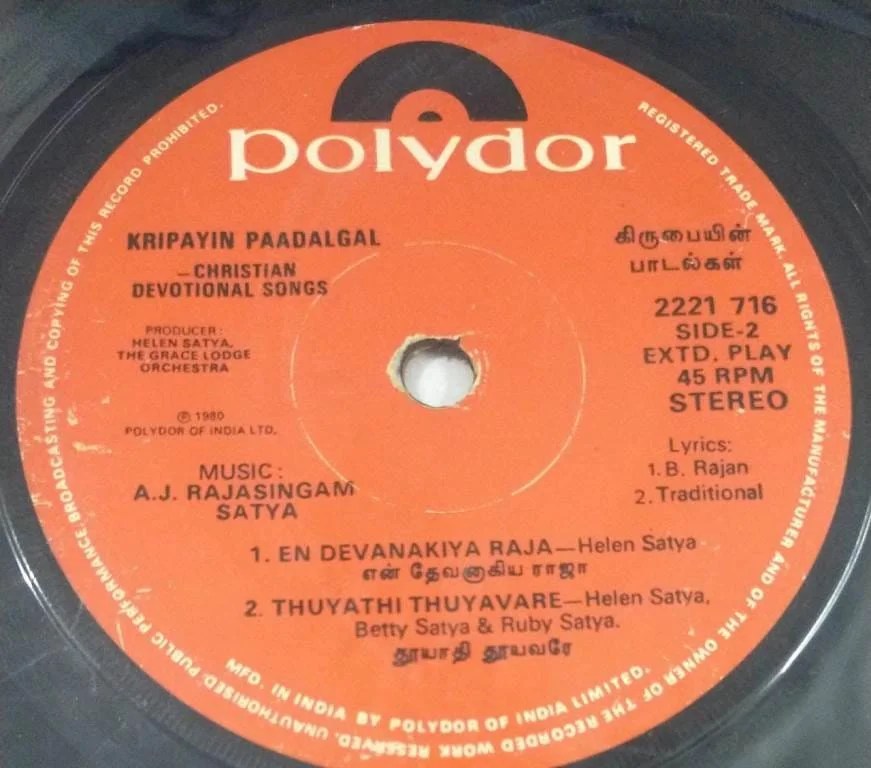 polydor
KRIPAYIN PAADALGAL
—CHRISTIAN
DEVOTIONAL SONGS
PRODUCER:
HELEN SATYA,
THE GRACE LODGE
ORCHESTRA
℗ 1980
POLYDOR OF INDIA LTD.
MUSIC:
A.J. RAJASINGAM
SATYA
கிருபையின்
பாடல்கள்
2221 716
SIDE-2
EXTD. PLAY
45 RPM
STEREO
Lyrics:
1. B. Rajan
2. Traditional
1. EN DEVANAKIYA RAJA—Helen Satya
என் தேவனாகிய ராஜா
2. THUYATHI THUYAVARE—Helen Satya,
Betty Satya & Ruby Satya.
தூயாதி தூயவரே
MFD. IN INDIA BY POLYDOR OF INDIA LIMITED.
REGISTERED TRADE MARK. ALL RIGHTS OF THE MANUFACTURER AND OF THE OWNER OF THE RECORDED WORK RESERVED. UNAUTHORISED PUBLIC PERFORMANCE, BROADCASTING AND COPYING OF THIS RECORD PROHIBITED.